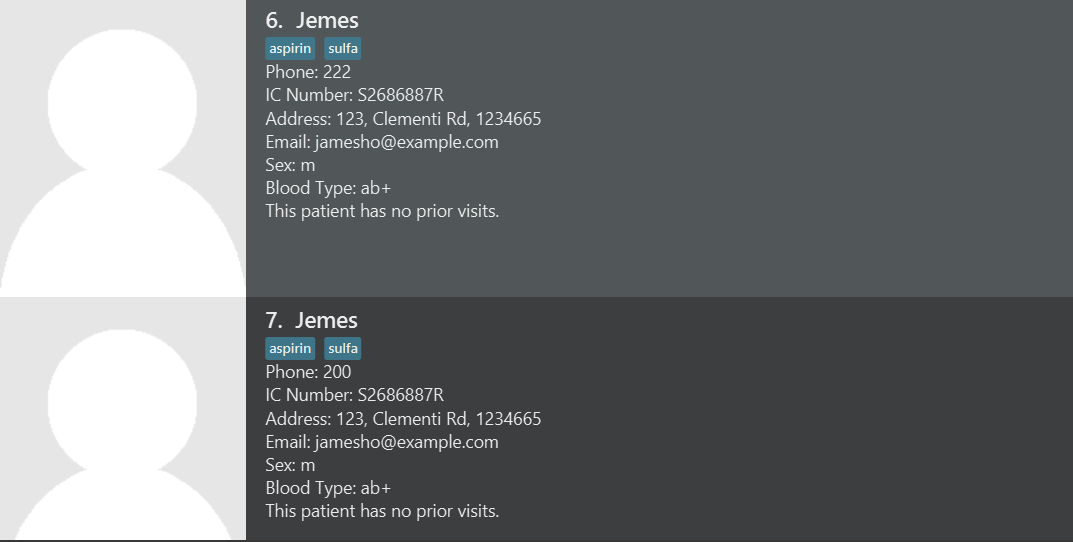 6. Jemes
aspirin sulfa
Phone: 222
IC Number: S2686887R
Address: 123, Clementi Rd, 1234665
Email: jamesho@example.com
Sex: m
Blood Type: ab+
This patient has no prior visits.
7. Jemes
aspirin sulfa
Phone: 200
IC Number: S2686887R
Address: 123, Clementi Rd, 1234665
Email: jamesho@example.com
Sex: m
Blood Type: ab+
This patient has no prior visits.